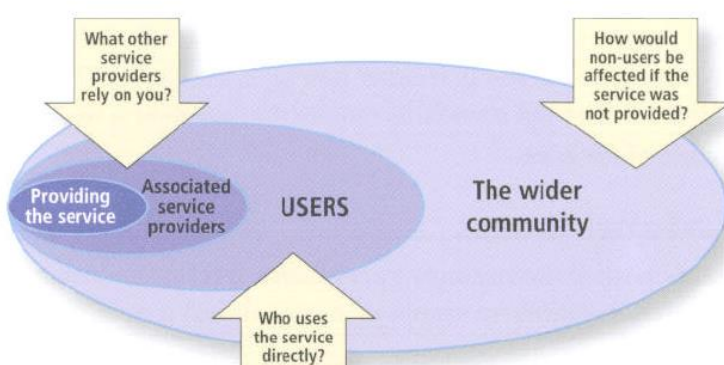 What other
service
providers
rely on you?
How would
non-users be
affected if the
service was
not provided?
Providing
the service
Associated
service
providers
USERS
The wider
community
Who uses
the service
directly?